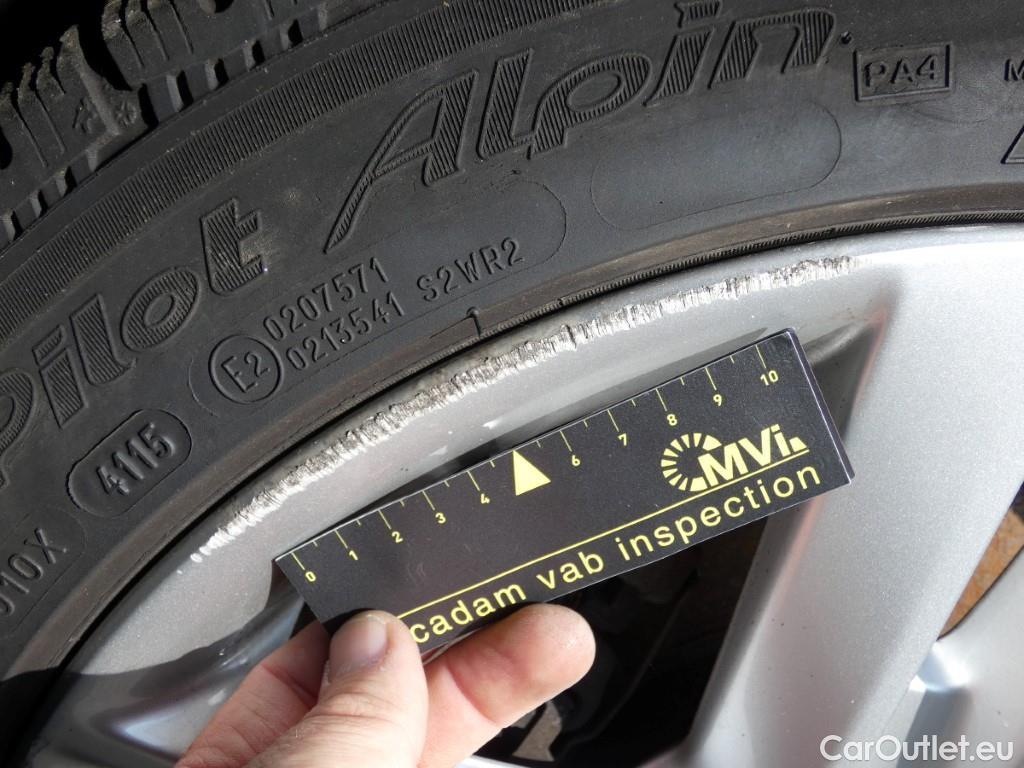 Pilot Alpin
PA4
M
E2
0207571
0213541
S2WR2
4115
010X
0 1 2 3 4 6 7 8 9 10
MVi
cadam vab inspection
CarOutlet.eu